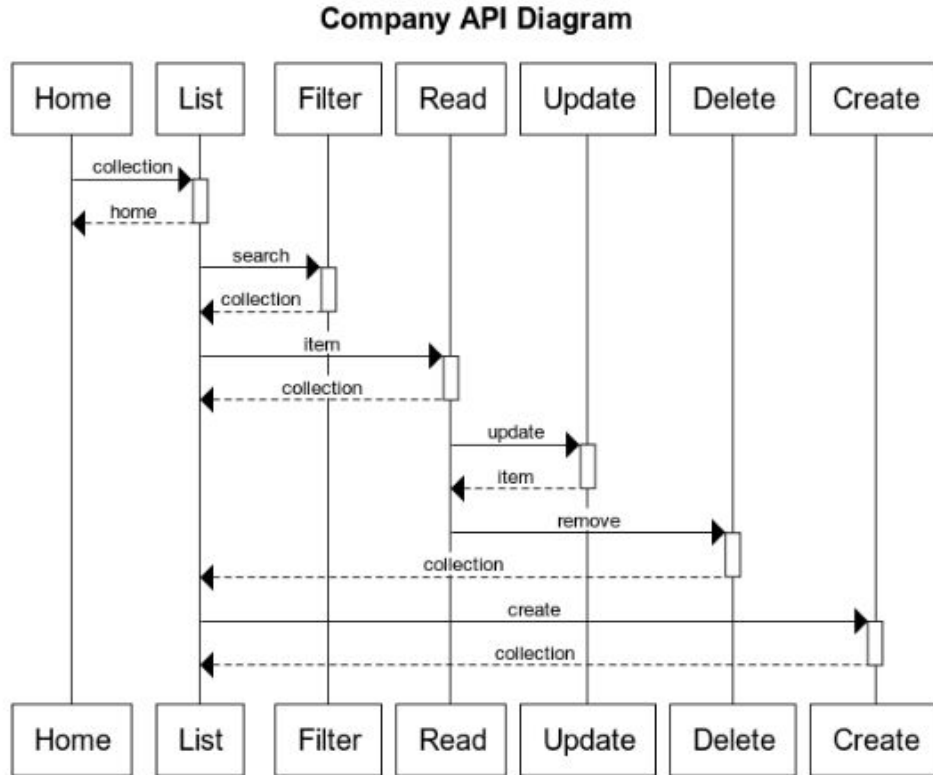 Company API Diagram
Home List Filter Read Update Delete Create
collection
home
search
collection
item
collection
update
item
remove
collection
create
collection
Home List Filter Read Update Delete Create